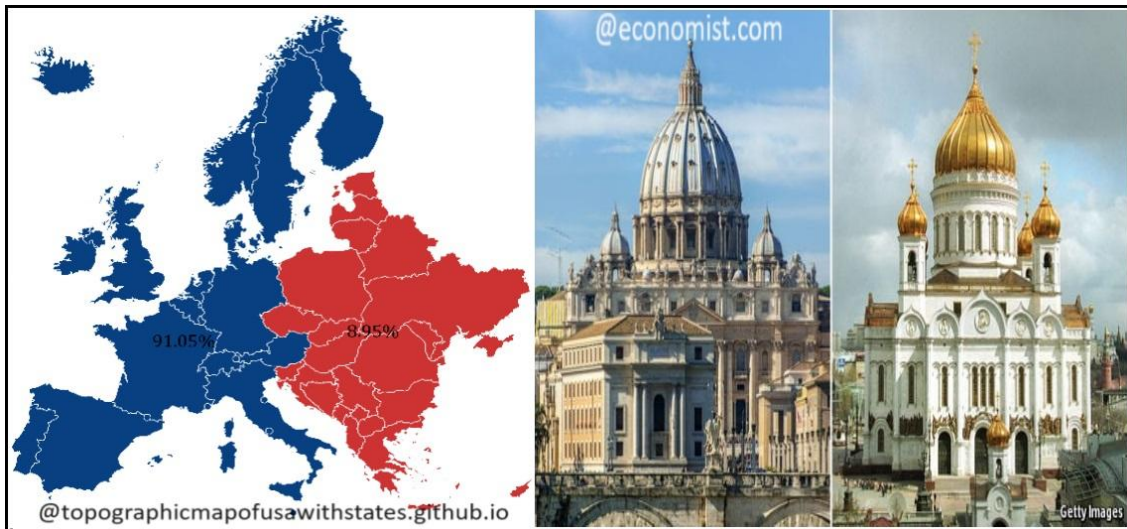 91.05%
8.95%
@topographicmapofusawithstates.github.io
@economist.com
Getty Images